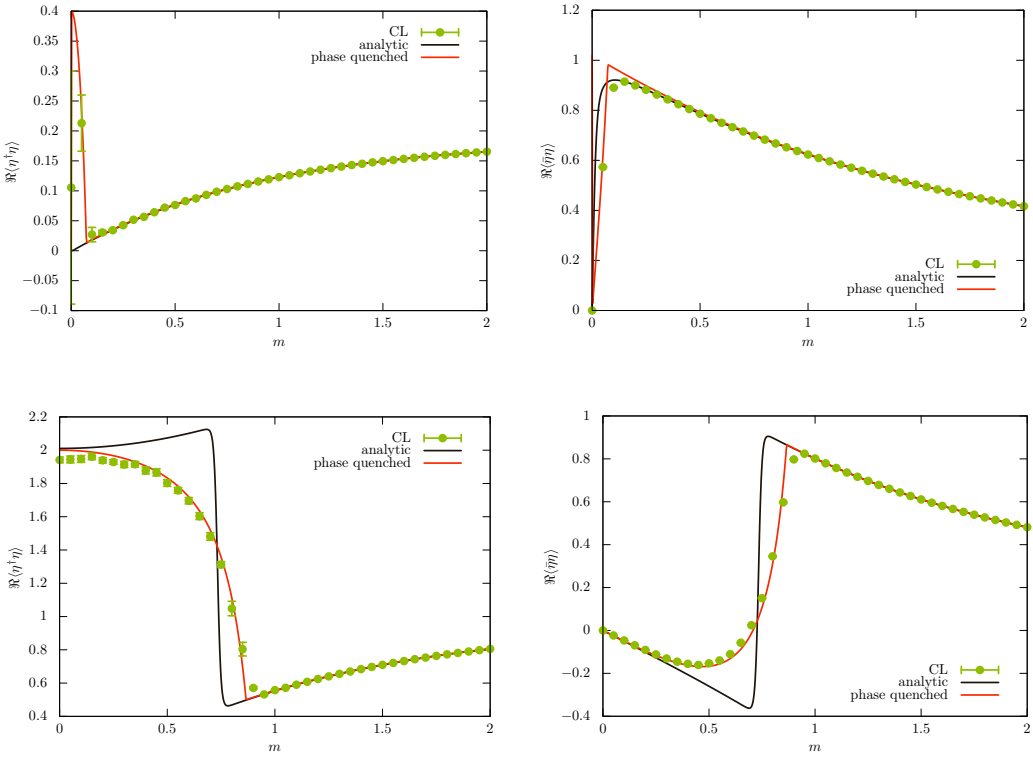 0.4
0.35
0.3
0.25
0.2
0.15
0.1
0.05
0
−0.05
−0.1
0
0.5
1
1.5
2
ℜ⟨η†η⟩
m
CL
analytic
phase quenched
1.2
1
0.8
0.6
0.4
0.2
0
0
0.5
1
1.5
2
ℜ⟨η̄η⟩
m
CL
analytic
phase quenched
2.2
2
1.8
1.6
1.4
1.2
1
0.8
0.6
0.4
0
0.5
1
1.5
2
ℜ⟨η†η⟩
m
CL
analytic
phase quenched
1
0.8
0.6
0.4
0.2
0
−0.2
−0.4
0
0.5
1
1.5
2
ℜ⟨η̄η⟩
m
CL
analytic
phase quenched